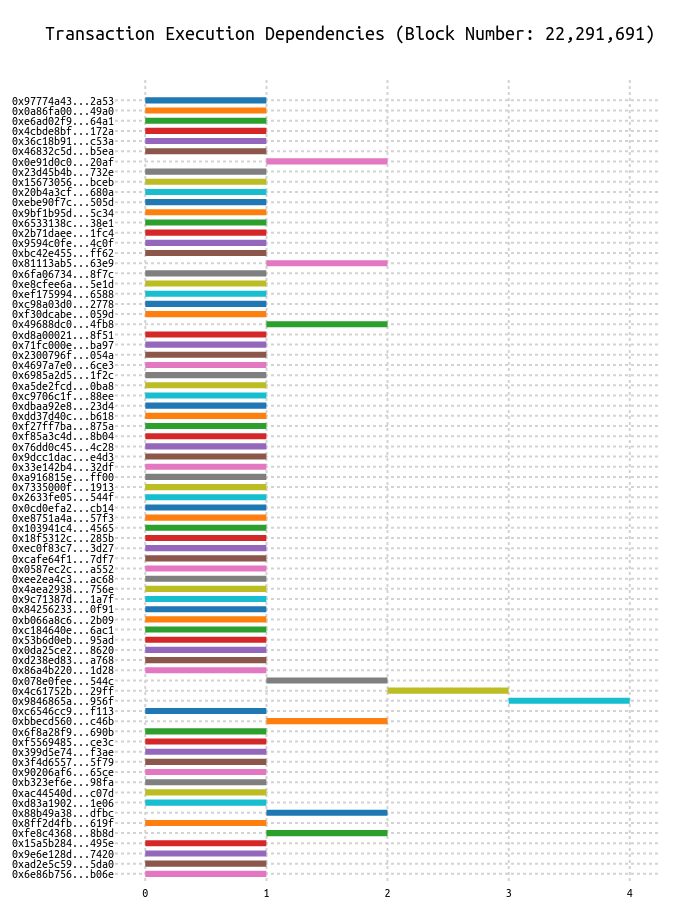 Transaction Execution Dependencies (Block Number: 22,291,691)
0x97774a43...2a53
0x0a86fa00...49a0
0xe6ad02f9...64a1
0x4cbde8bf...172a
0x36c18b91...c53a
0x46832c5d...b5ea
0x0e91d0c0...20af
0x23d45b4b...732e
0x15673056...bceb
0x20b4a3cf...680a
0xebe90f7c...505d
0x9bf1b95d...5c34
0x6533138c...38e1
0x2b71daee...1fc4
0x9594c0fe...4c0f
0xbc42e455...ff62
0x81113ab5...63e9
0x6fa06734...8f7c
0xe8cfee6a...5e1d
0xef175994...6588
0xc98a03d0...2778
0xf30dcabe...059d
0x49688dc0...4fb8
0xd8a00021...8f51
0x71fc000e...ba97
0x2300796f...054a
0x4697a7e0...6ce3
0x6985a2d5...1f2c
0xa5de2fcd...0ba8
0xc9706c1f...88ee
0xdbaa92e8...23d4
0xdd37d40c...b618
0xf27ff7ba...875a
0xf85a3c4d...8b04
0x76dd0c45...4c28
0x9dcc1dac...e4d3
0x33e142b4...32df
0xa916815e...ff00
0x7335000f...1913
0x2633fe05...544f
0x0cd0efa2...cb14
0xe8751a4a...57f3
0x103941c4...4565
0x18f5312c...285b
0xec0f83c7...3d27
0xcafe64f1...7df7
0x0587ec2c...a552
0xee2ea4c3...ac68
0x4aea2938...756e
0x9c71387d...1a7f
0x84256233...0f91
0xb066a8c6...2b09
0xc184640e...6ac1
0x53b6d0eb...95ad
0x0da25ce2...8620
0xd238ed83...a768
0x86a4b220...1d28
0x078e0fee...544c
0x4c61752b...29ff
0x9846865a...956f
0xc6546cc9...f113
0xbbecd560...c46b
0x6f8a28f9...690b
0xf5569485...ce3c
0x399d5e74...f3ae
0x3f4d6557...5f79
0x90206af6...65ce
0xb323ef6e...98fa
0xac44540d...c07d
0xd83a1902...1e06
0x88b49a38...dfbc
0x8ff2d4fb...619f
0xfe8c4368...8b8d
0x15a5b284...495e
0x9e6e128d...7420
0xad2e5c59...5da0
0x6e86b756...b06e
0 1 2 3 4